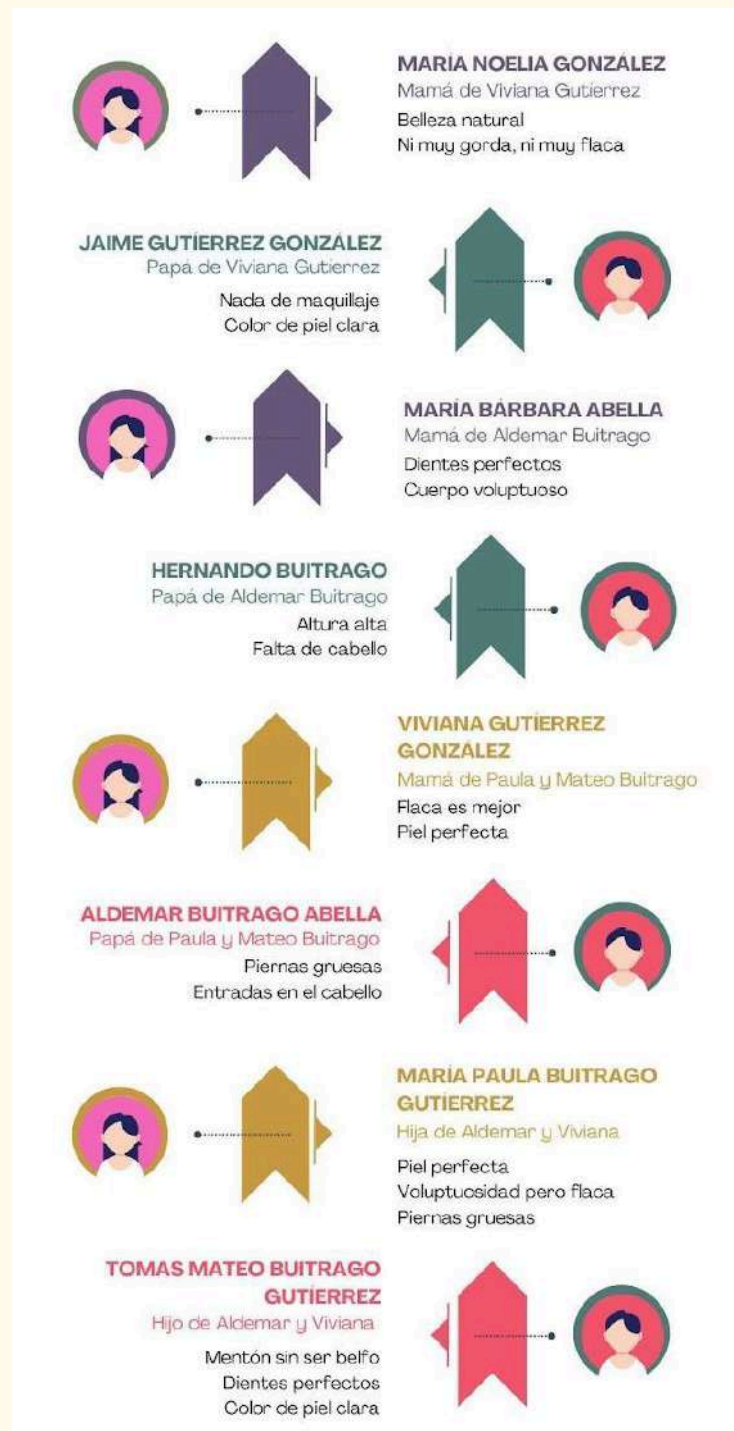 MARÍA NOELIA GONZÁLEZ
Mamá de Viviana Gutierrez
Belleza natural
Ni muy gorda, ni muy flaca
JAIME GUTÍERREZ GONZÁLEZ
Papá de Viviana Gutierrez
Nada de maquillaje
Color de piel clara
MARÍA BÁRBARA ABELLA
Mamá de Aldemar Buitrago
Dientes perfectos
Cuerpo voluptuoso
HERNANDO BUITRAGO
Papá de Aldemar Buitrago
Altura alta
Falta de cabello
VIVIANA GUTÍERREZ
GONZÁLEZ
Mamá de Paula y Mateo Buitrago
Flaca es mejor
Piel perfecta
ALDEMAR BUITRAGO ABELLA
Papá de Paula y Mateo Buitrago
Piernas gruesas
Entradas en el cabello
MARÍA PAULA BUITRAGO
GUTÍERREZ
Hija de Aldemar y Viviana
Piel perfecta
Voluptuosidad pero flaca
Piernas gruesas
TOMAS MATEO BUITRAGO
GUTÍERREZ
Hijo de Aldemar y Viviana
Mentón sin ser belfo
Dientes perfectos
Color de piel clara